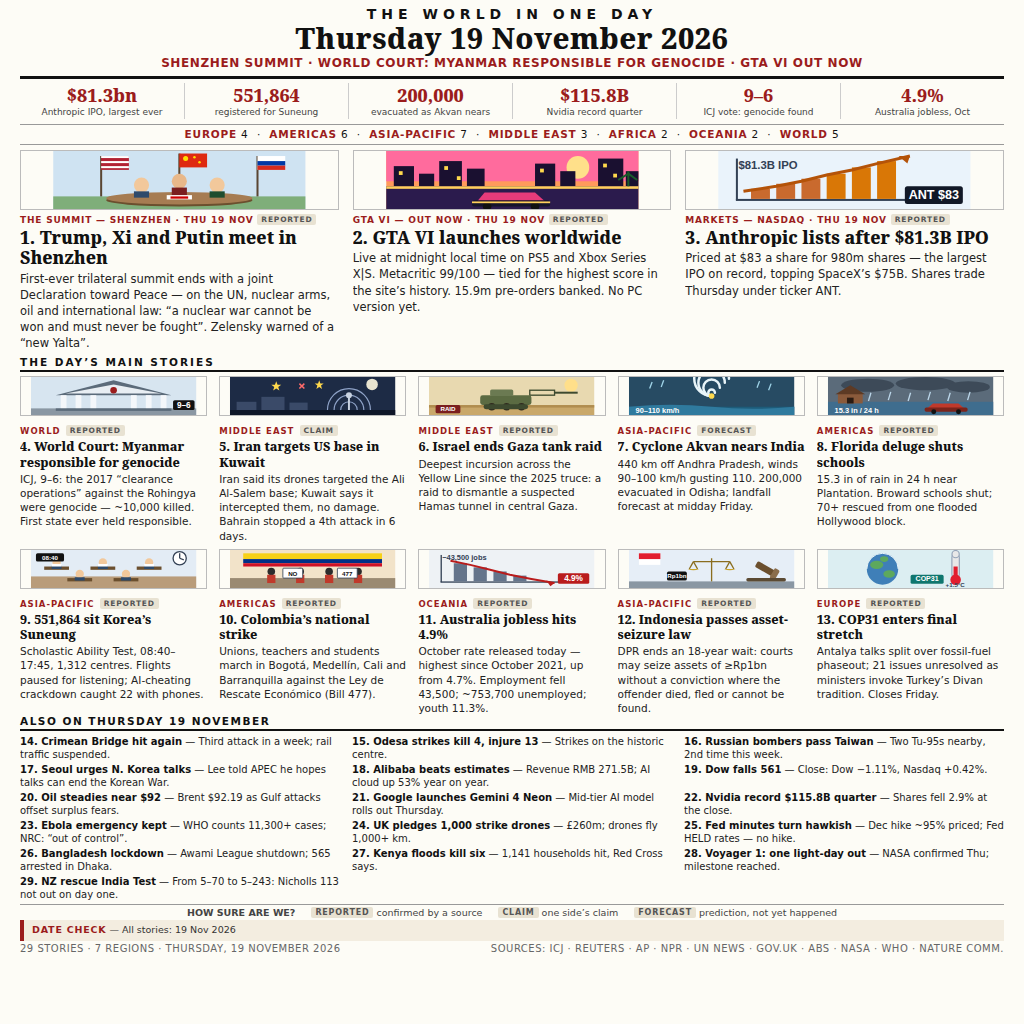 THE WORLD IN ONE DAY
Thursday 19 November 2026
SHENZHEN SUMMIT · WORLD COURT: MYANMAR RESPONSIBLE FOR GENOCIDE · GTA VI OUT NOW
$81.3bn
Anthropic IPO, largest ever
551,864
registered for Suneung
200,000
evacuated as Akvan nears
$115.8B
Nvidia record quarter
9–6
ICJ vote: genocide found
4.9%
Australia jobless, Oct
EUROPE 4 · AMERICAS 6 · ASIA-PACIFIC 7 · MIDDLE EAST 3 · AFRICA 2 · OCEANIA 2 · WORLD 5
THE SUMMIT — SHENZHEN · THU 19 NOV REPORTED
1. Trump, Xi and Putin meet in
Shenzhen
First-ever trilateral summit ends with a joint
Declaration toward Peace — on the UN, nuclear arms,
oil and international law: “a nuclear war cannot be
won and must never be fought”. Zelensky warned of a
“new Yalta”.
GTA VI — OUT NOW · THU 19 NOV REPORTED
2. GTA VI launches worldwide
Live at midnight local time on PS5 and Xbox Series
X|S. Metacritic 99/100 — tied for the highest score in
the site’s history. 15.9m pre-orders banked. No PC
version yet.
$81.3B IPO
ANT $83
MARKETS — NASDAQ · THU 19 NOV REPORTED
3. Anthropic lists after $81.3B IPO
Priced at $83 a share for 980m shares — the largest
IPO on record, topping SpaceX’s $75B. Shares trade
Thursday under ticker ANT.
THE DAY’S MAIN STORIES
9–6
WORLD REPORTED
4. World Court: Myanmar
responsible for genocide
ICJ, 9–6: the 2017 “clearance
operations” against the Rohingya
were genocide — ~10,000 killed.
First state ever held responsible.
MIDDLE EAST CLAIM
5. Iran targets US base in
Kuwait
Iran said its drones targeted the Ali
Al-Salem base; Kuwait says it
intercepted them, no damage.
Bahrain stopped a 4th attack in 6
days.
RAID
MIDDLE EAST REPORTED
6. Israel ends Gaza tank raid
Deepest incursion across the
Yellow Line since the 2025 truce: a
raid to dismantle a suspected
Hamas tunnel in central Gaza.
90–110 km/h
ASIA-PACIFIC FORECAST
7. Cyclone Akvan nears India
440 km off Andhra Pradesh, winds
90–110 km/h gusting 110. 200,000
evacuated in Odisha; landfall
forecast at midday Friday.
15.3 in / 24 h
AMERICAS REPORTED
8. Florida deluge shuts
schools
15.3 in of rain in 24 h near
Plantation. Broward schools shut;
70+ rescued from one flooded
Hollywood block.
08:40
ASIA-PACIFIC REPORTED
9. 551,864 sit Korea’s
Suneung
Scholastic Ability Test, 08:40–
17:45, 1,312 centres. Flights
paused for listening; AI-cheating
crackdown caught 22 with phones.
NO
477
AMERICAS REPORTED
10. Colombia’s national
strike
Unions, teachers and students
march in Bogotá, Medellín, Cali and
Barranquilla against the Ley de
Rescate Económico (Bill 477).
−43,500 jobs
4.9%
OCEANIA REPORTED
11. Australia jobless hits
4.9%
October rate released today —
highest since October 2021, up
from 4.7%. Employment fell
43,500; ~753,700 unemployed;
youth 11.3%.
Rp1bn
ASIA-PACIFIC REPORTED
12. Indonesia passes asset-
seizure law
DPR ends an 18-year wait: courts
may seize assets of ≥Rp1bn
without a conviction where the
offender died, fled or cannot be
found.
COP31
+1.5°C
EUROPE REPORTED
13. COP31 enters final
stretch
Antalya talks split over fossil-fuel
phaseout; 21 issues unresolved as
ministers invoke Turkey’s Divan
tradition. Closes Friday.
ALSO ON THURSDAY 19 NOVEMBER
14. Crimean Bridge hit again — Third attack in a week; rail
traffic suspended.
15. Odesa strikes kill 4, injure 13 — Strikes on the historic
centre.
16. Russian bombers pass Taiwan — Two Tu-95s nearby,
2nd time this week.
17. Seoul urges N. Korea talks — Lee told APEC he hopes
talks can end the Korean War.
18. Alibaba beats estimates — Revenue RMB 271.5B; AI
cloud up 53% year on year.
19. Dow falls 561 — Close: Dow −1.11%, Nasdaq +0.42%.
20. Oil steadies near $92 — Brent $92.19 as Gulf attacks
offset surplus fears.
21. Google launches Gemini 4 Neon — Mid-tier AI model
rolls out Thursday.
22. Nvidia record $115.8B quarter — Shares fell 2.9% at
the close.
23. Ebola emergency kept — WHO counts 11,300+ cases;
NRC: “out of control”.
24. UK pledges 1,000 strike drones — £260m; drones fly
1,000+ km.
25. Fed minutes turn hawkish — Dec hike ~95% priced; Fed
HELD rates — no hike.
26. Bangladesh lockdown — Awami League shutdown; 565
arrested in Dhaka.
27. Kenya floods kill six — 1,141 households hit, Red Cross
says.
28. Voyager 1: one light-day out — NASA confirmed Thu;
milestone reached.
29. NZ rescue India Test — From 5–70 to 5–243: Nicholls 113
not out on day one.
HOW SURE ARE WE? REPORTED confirmed by a source CLAIM one side’s claim FORECAST prediction, not yet happened
DATE CHECK — All stories: 19 Nov 2026
29 STORIES · 7 REGIONS · THURSDAY, 19 NOVEMBER 2026
SOURCES: ICJ · REUTERS · AP · NPR · UN NEWS · GOV.UK · ABS · NASA · WHO · NATURE COMM.